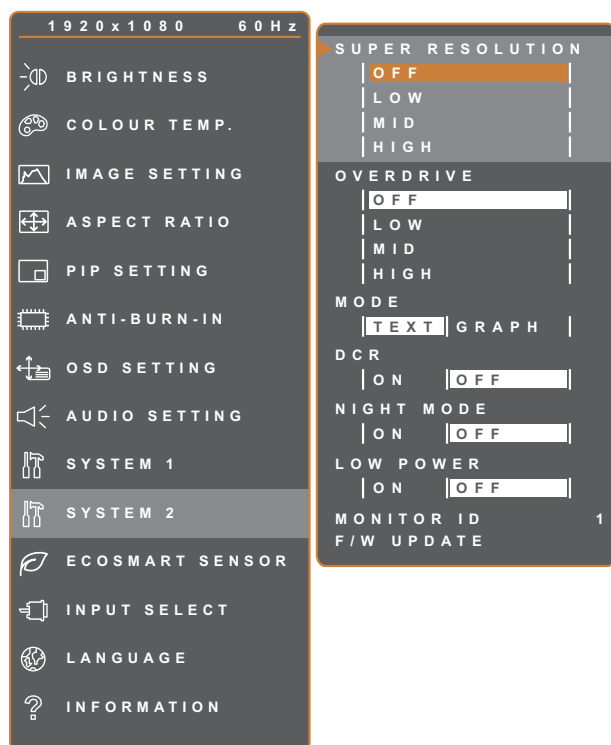 1920x1080 60Hz
BRIGHTNESS
COLOUR TEMP.
IMAGE SETTING
ASPECT RATIO
PIP SETTING
ANTI-BURN-IN
OSD SETTING
AUDIO SETTING
SYSTEM 1
SYSTEM 2
ECOSMART SENSOR
INPUT SELECT
LANGUAGE
INFORMATION
SUPER RESOLUTION
OFF
LOW
MID
HIGH
OVERDRIVE
OFF
LOW
MID
HIGH
MODE
TEXT GRAPH
DCR
ON OFF
NIGHT MODE
ON OFF
LOW POWER
ON OFF
MONITOR ID 1
F/W UPDATE